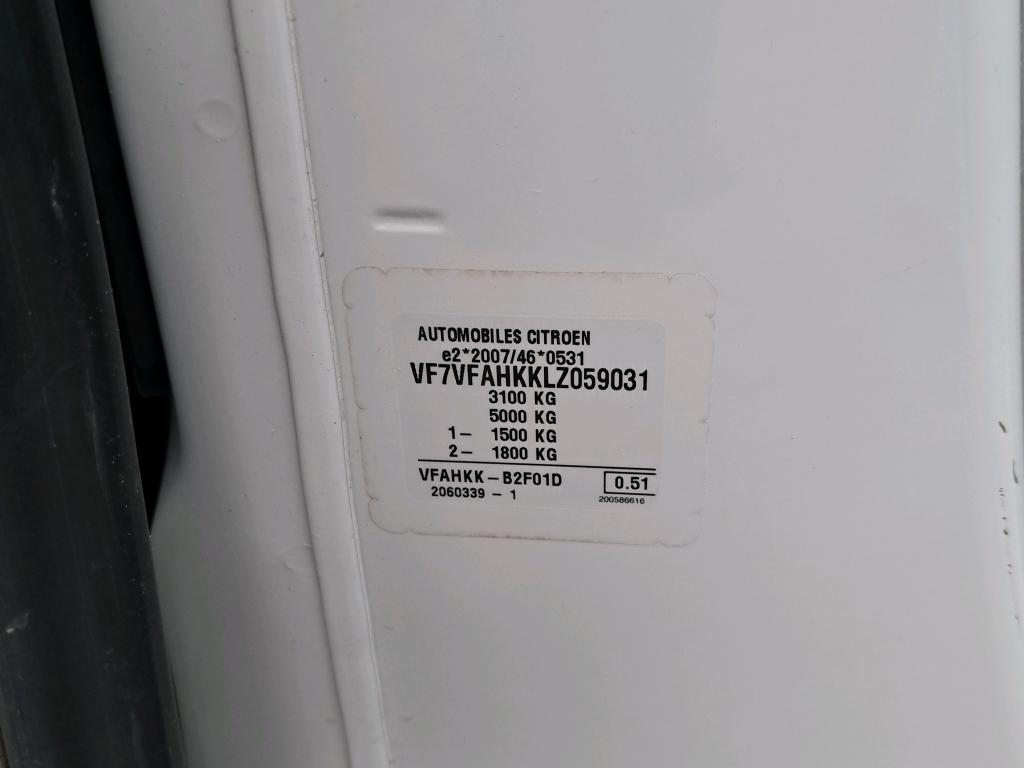 AUTOMOBILES CITROEN
e2*2007/46*0531
VF7VFAHKKLZ059031
3100 KG
5000 KG
1- 1500 KG
2- 1800 KG
VFAHKK-B2F01D 0.51
2060339 - 1 200586616